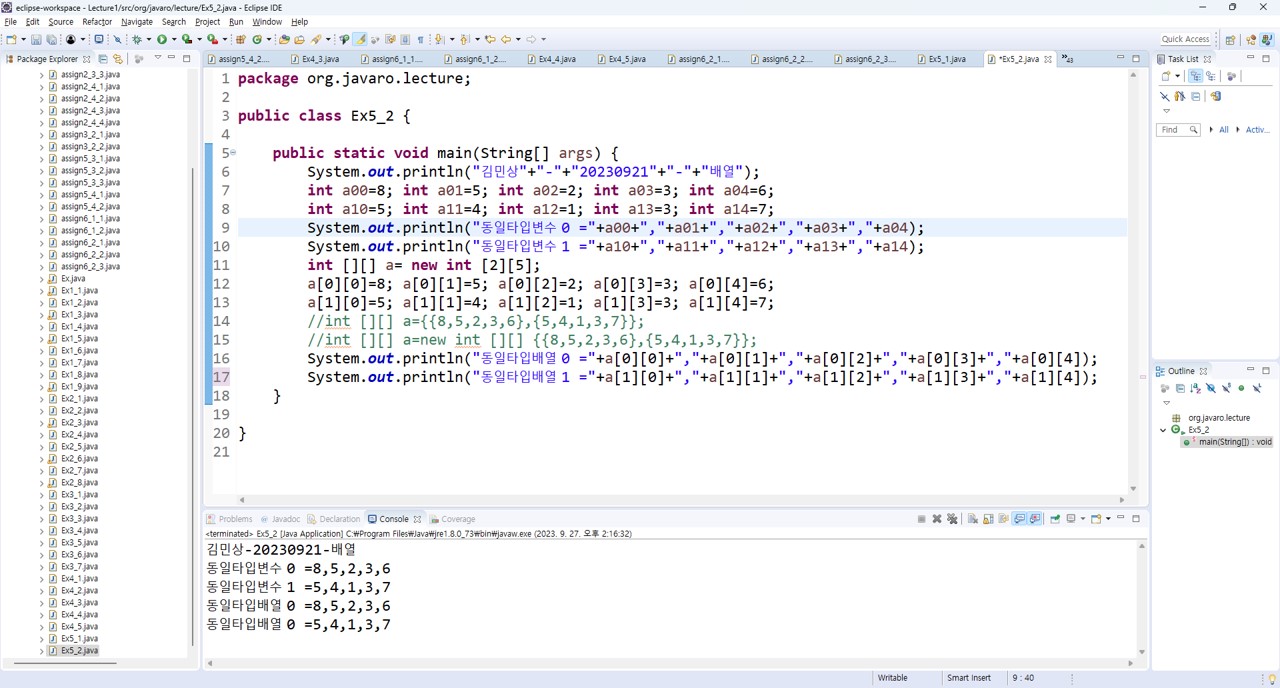 eclipse-workspace - Lecture1/src/org/javaro/lecture/Ex5_2.java - Eclipse IDE
File Edit Source Refactor Navigate Search Project Run Window Help
Quick Access
Package Explorer
assign2_3_3.java
assign2_4_1.java
assign2_4_2.java
assign2_4_3.java
assign2_4_4.java
assign3_2_1.java
assign5_2_2.java
assign5_3_1.java
assign5_3_2.java
assign5_3_3.java
assign5_4_1.java
assign5_4_2.java
assign6_1_1.java
assign6_1_2.java
assign6_2_1.java
assign6_2_2.java
assign6_2_3.java
Ex.java
Ex1_1.java
Ex1_2.java
Ex1_3.java
Ex1_4.java
Ex1_5.java
Ex1_6.java
Ex1_7.java
Ex1_8.java
Ex1_9.java
Ex2_1.java
Ex2_2.java
Ex2_3.java
Ex2_4.java
Ex2_5.java
Ex2_6.java
Ex2_7.java
Ex2_8.java
Ex3_1.java
Ex3_2.java
Ex3_3.java
Ex3_4.java
Ex3_5.java
Ex3_6.java
Ex3_7.java
Ex4_1.java
Ex4_2.java
Ex4_3.java
Ex4_4.java
Ex4_5.java
Ex5_1.java
Ex5_2.java
assign5_4_2... Ex4_3.java assign6_1_1... assign6_1_2... Ex4_4.java Ex4_5.java assign6_2_1... assign6_2_2... assign6_2_3... Ex5_1.java *Ex5_2.java »43
1 package org.javaro.lecture;
2
3 public class Ex5_2 {
4
5 public static void main(String[] args) {
6 System.out.println("김민상"+"-"+"20230921"+"-"+"배열");
7 int a00=8; int a01=5; int a02=2; int a03=3; int a04=6;
8 int a10=5; int a11=4; int a12=1; int a13=3; int a14=7;
9 System.out.println("동일타입변수 0 ="+a00+","+a01+","+a02+","+a03+","+a04);
10 System.out.println("동일타입변수 1 ="+a10+","+a11+","+a12+","+a13+","+a14);
11 int [][] a= new int [2][5];
12 a[0][0]=8; a[0][1]=5; a[0][2]=2; a[0][3]=3; a[0][4]=6;
13 a[1][0]=5; a[1][1]=4; a[1][2]=1; a[1][3]=3; a[1][4]=7;
14 //int [][] a={{8,5,2,3,6},{5,4,1,3,7}};
15 //int [][] a=new int [][] {{8,5,2,3,6},{5,4,1,3,7}};
16 System.out.println("동일타입배열 0 ="+a[0][0]+","+a[0][1]+","+a[0][2]+","+a[0][3]+","+a[0][4]);
17 System.out.println("동일타입배열 1 ="+a[1][0]+","+a[1][1]+","+a[1][2]+","+a[1][3]+","+a[1][4]);
18 }
19
20 }
21
Problems Javadoc Declaration Console Coverage
<terminated> Ex5_2 [Java Application] C:₩Program Files₩Java₩jre1.8.0_73₩bin₩javaw.exe (2023. 9. 27. 오후 2:16:32)
김민상-20230921-배열
동일타입변수 0 =8,5,2,3,6
동일타입변수 1 =5,4,1,3,7
동일타입배열 0 =8,5,2,3,6
동일타입배열 0 =5,4,1,3,7
Task List
Find All Activ...
Outline
org.javaro.lecture
Ex5_2
main(String[]) : void
Writable Smart Insert 9 : 40